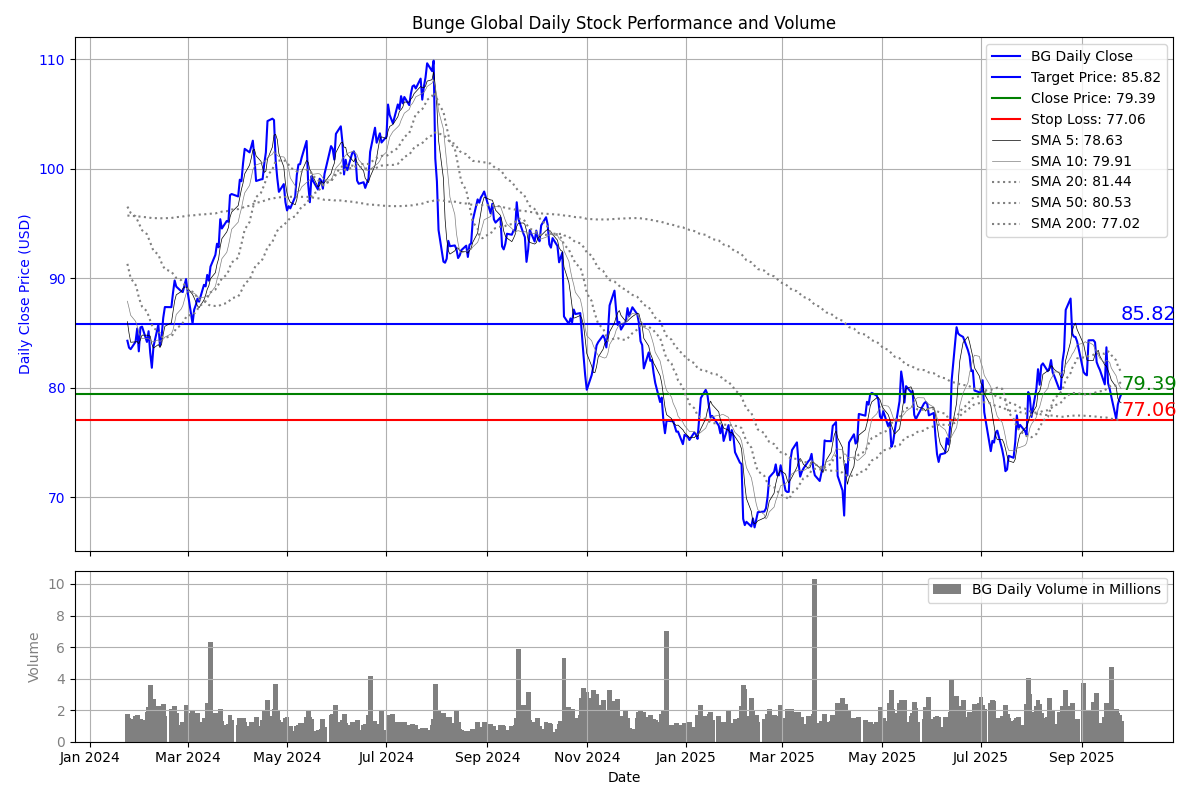 Bunge Global Daily Stock Performance and Volume
Daily Close Price (USD)
110
100
90
80
70
BG Daily Close
Target Price: 85.82
Close Price: 79.39
Stop Loss: 77.06
SMA 5: 78.63
SMA 10: 79.91
SMA 20: 81.44
SMA 50: 80.53
SMA 200: 77.02
85.82
79.39
77.06
Volume
10
8
6
4
2
0
BG Daily Volume in Millions
Jan 2024 Mar 2024 May 2024 Jul 2024 Sep 2024 Nov 2024 Jan 2025 Mar 2025 May 2025 Jul 2025 Sep 2025
Date